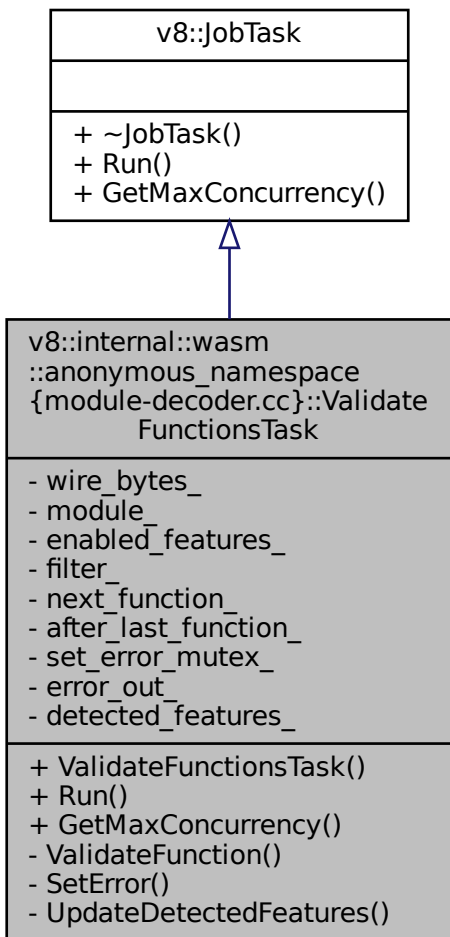 v8::JobTask
+ ~JobTask()
+ Run()
+ GetMaxConcurrency()
v8::internal::wasm
::anonymous_namespace
{module-decoder.cc}::Validate
FunctionsTask
- wire_bytes_
- module_
- enabled_features_
- filter_
- next_function_
- after_last_function_
- set_error_mutex_
- error_out_
- detected_features_
+ ValidateFunctionsTask()
+ Run()
+ GetMaxConcurrency()
- ValidateFunction()
- SetError()
- UpdateDetectedFeatures()